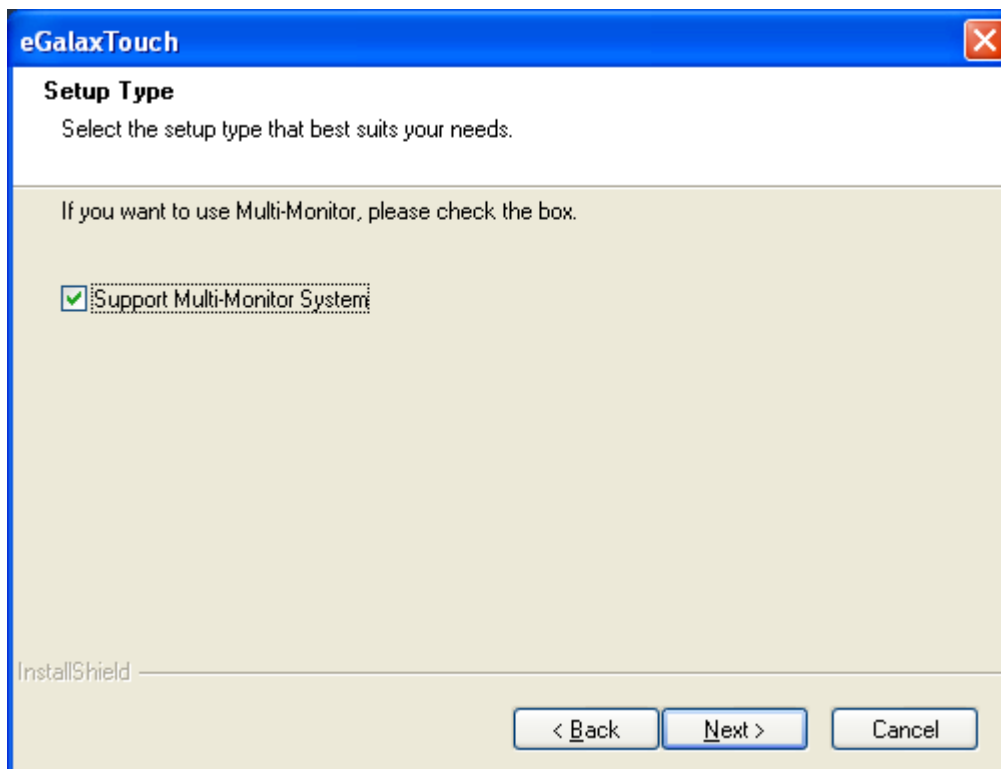 eGalaxTouch
Setup Type
Select the setup type that best suits your needs.
If you want to use Multi-Monitor, please check the box.
Support Multi-Monitor System
InstallShield
< Back Next > Cancel